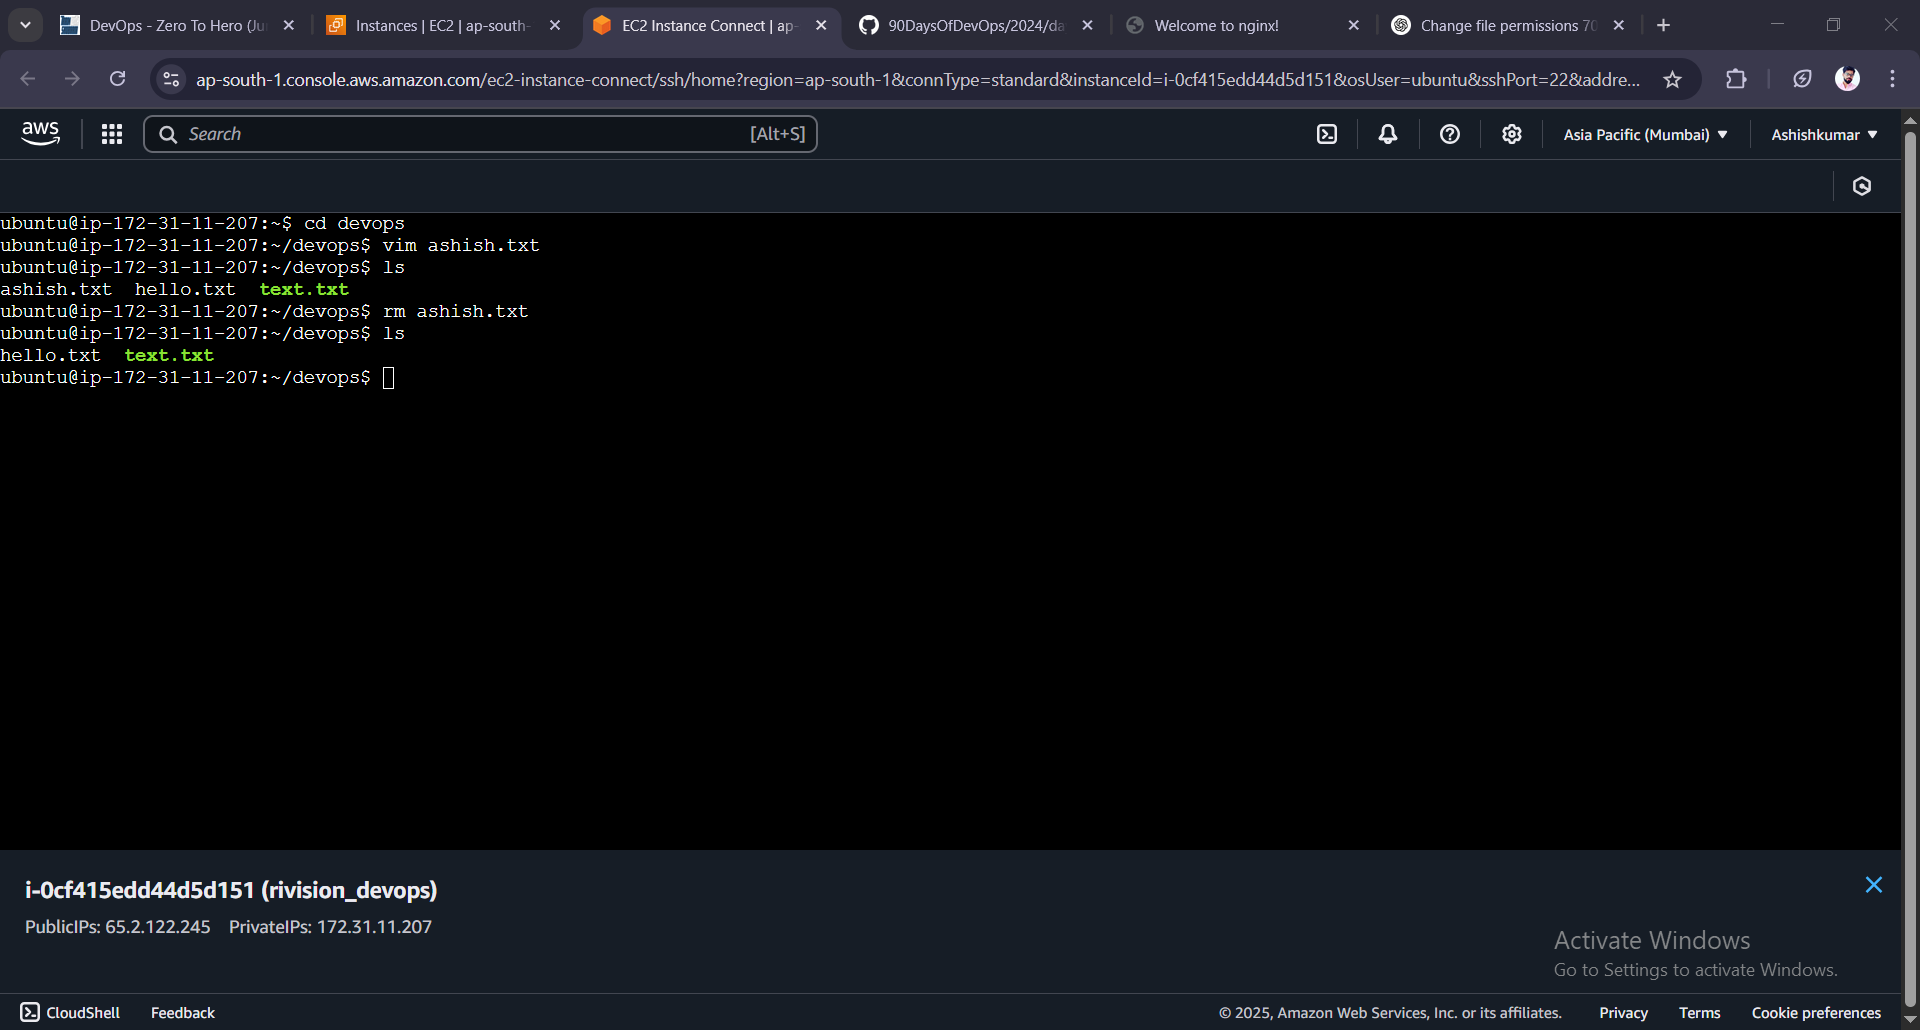 DevOps - Zero To Hero (Ju
Instances | EC2 | ap-south-
EC2 Instance Connect | ap-
90DaysOfDevOps/2024/da
Welcome to nginx!
Change file permissions 70
ap-south-1.console.aws.amazon.com/ec2-instance-connect/ssh/home?region=ap-south-1&connType=standard&instanceId=i-0cf415edd44d5d151&osUser=ubuntu&sshPort=22&addre...
aws
Search
[Alt+S]
Asia Pacific (Mumbai)
Ashishkumar
ubuntu@ip-172-31-11-207:~$ cd devops
ubuntu@ip-172-31-11-207:~/devops$ vim ashish.txt
ubuntu@ip-172-31-11-207:~/devops$ ls
ashish.txt  hello.txt  text.txt
ubuntu@ip-172-31-11-207:~/devops$ rm ashish.txt
ubuntu@ip-172-31-11-207:~/devops$ ls
hello.txt  text.txt
ubuntu@ip-172-31-11-207:~/devops$
i-0cf415edd44d5d151 (rivision_devops)
PublicIPs: 65.2.122.245 PrivateIPs: 172.31.11.207
Activate Windows
Go to Settings to activate Windows.
CloudShell Feedback
© 2025, Amazon Web Services, Inc. or its affiliates. Privacy Terms Cookie preferences